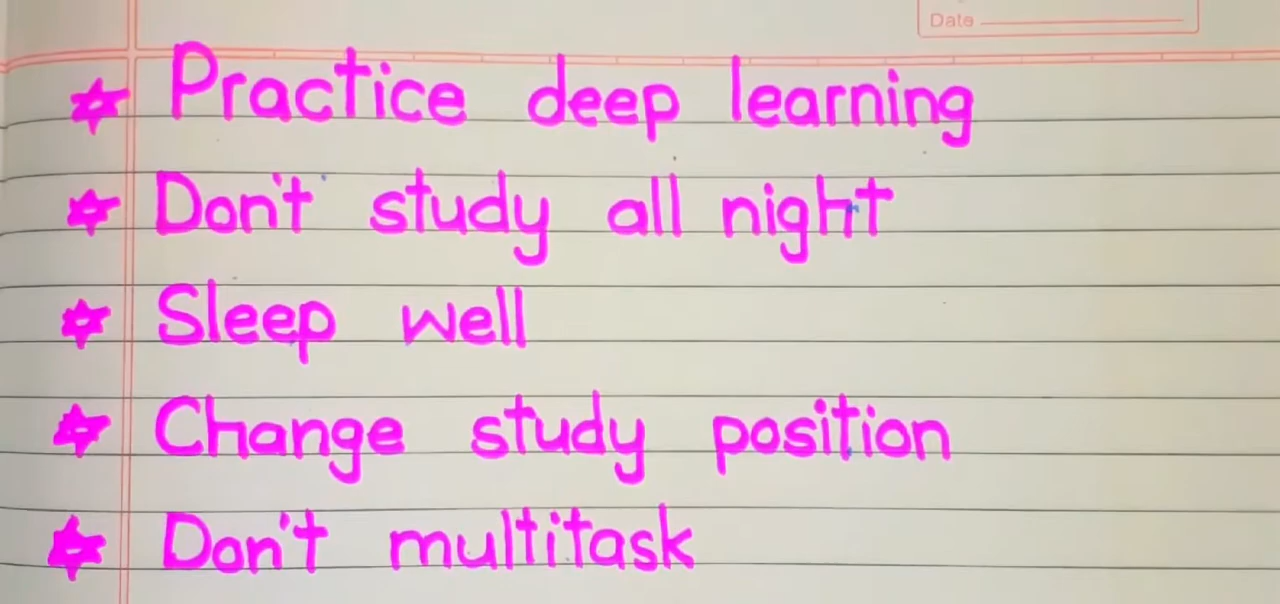 Date
Practice deep learning
Don't study all night
Sleep well
Change study position
Don't multitask